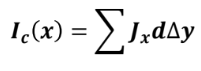 I_c(x) = ∑ J_x dΔy